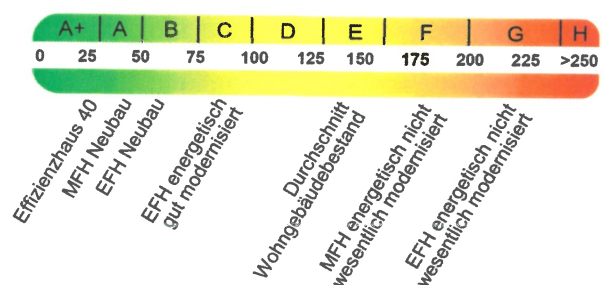 A+ A B C D E F G H
0 25 50 75 100 125 150 175 200 225 >250
Effizienzhaus 40
MFH Neubau
EFH Neubau
EFH energetisch
gut modernisiert
Durchschnitt
Wohngebäudebestand
MFH energetisch nicht
wesentlich modernisiert
EFH energetisch nicht
wesentlich modernisiert